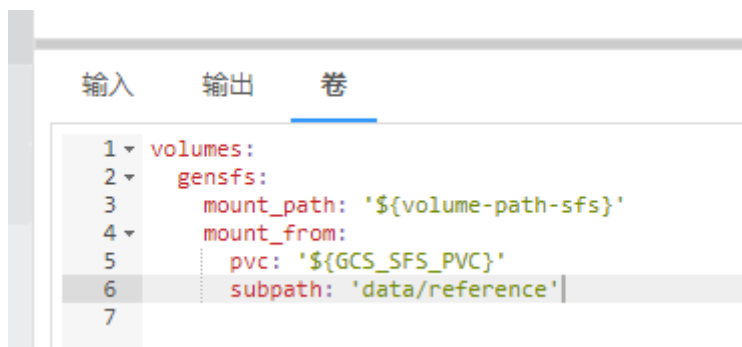 输入 输出 卷
1 volumes:
2 gensfs:
3 mount_path: '${volume-path-sfs}'
4 mount_from:
5 pvc: '${GCS_SFS_PVC}'
6 subpath: 'data/reference'
7